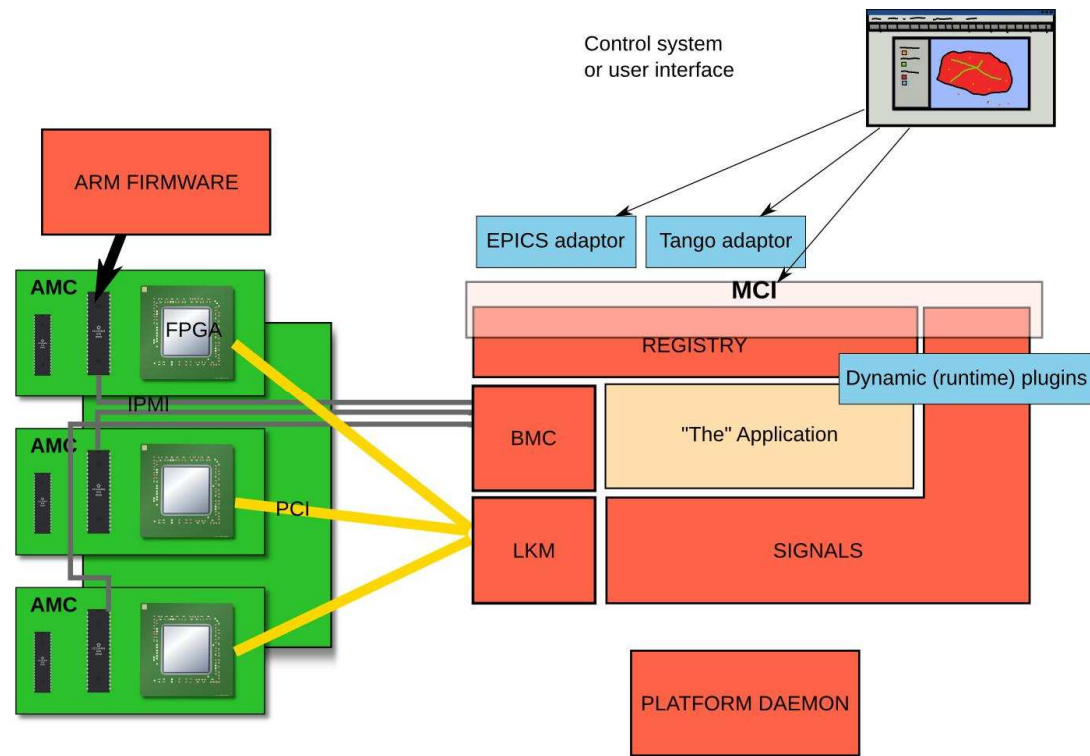 Control system
or user interface
ARM FIRMWARE
EPICS adaptor
Tango adaptor
AMC
MCI
FPGA
REGISTRY
Dynamic (runtime) plugins
IPMI
AMC
BMC
"The" Application
PCI
LKM
SIGNALS
AMC
PLATFORM DAEMON